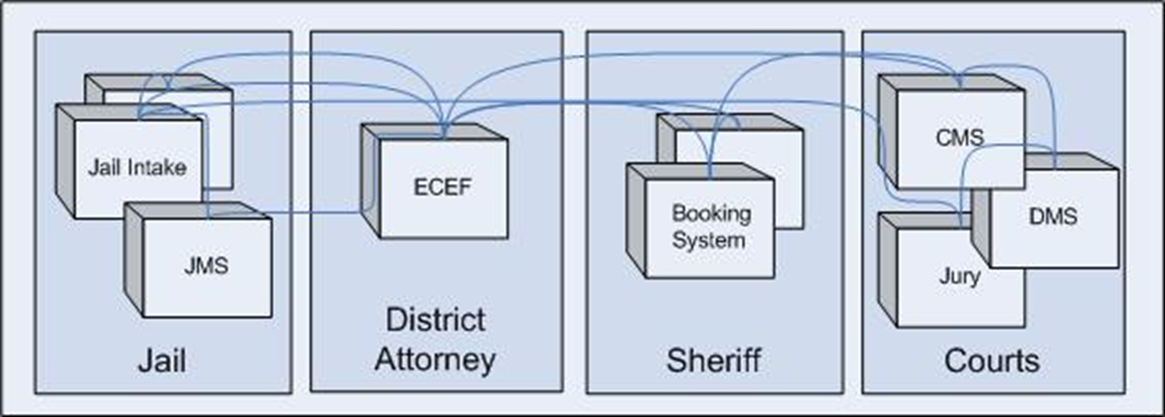 Jail Intake
JMS
Jail
ECEF
District
Attorney
Booking
System
Sheriff
CMS
DMS
Jury
Courts